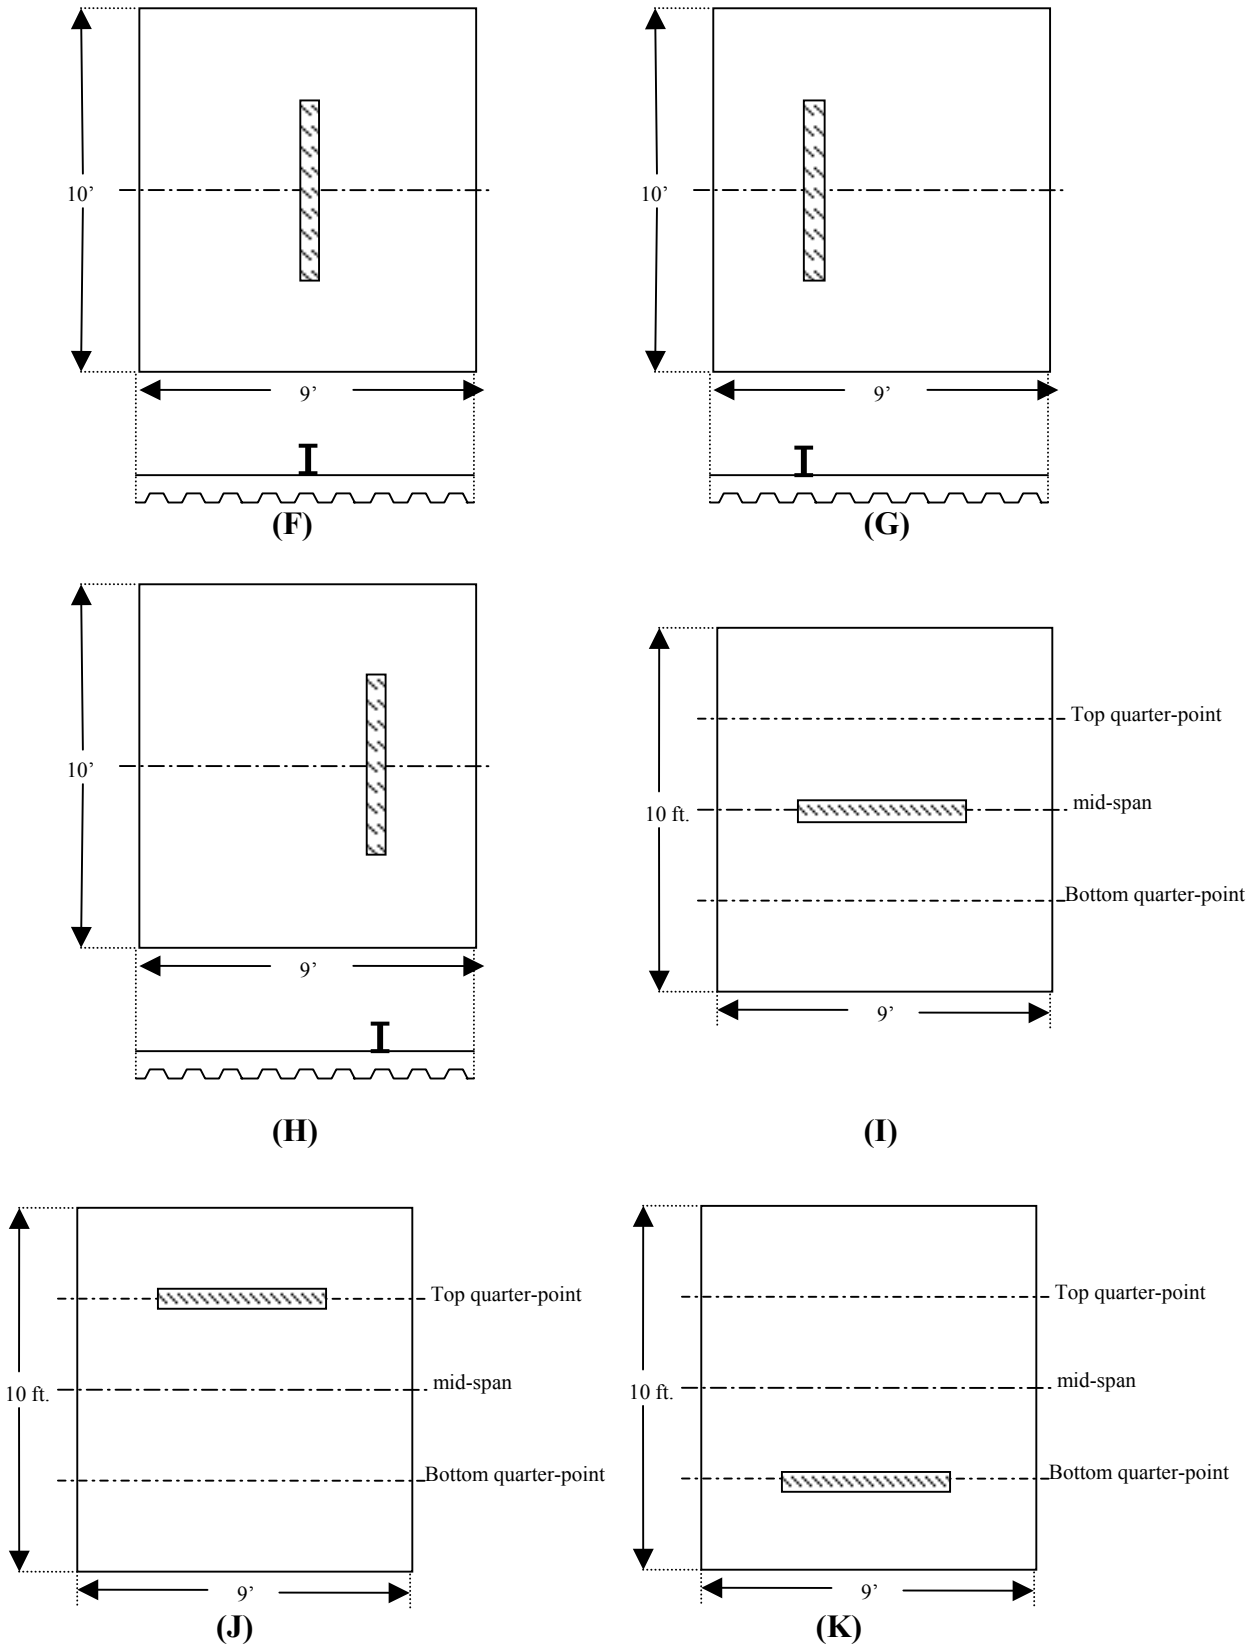 10’
10’
9’
9’
(F)
(G)
10’
Top quarter-point
mid-span
10 ft.
Bottom quarter-point
9’
9’
(H)
(I)
Top quarter-point
Top quarter-point
mid-span
mid-span
10 ft.
10 ft.
Bottom quarter-point
Bottom quarter-point
9’
9’
(J)
(K)